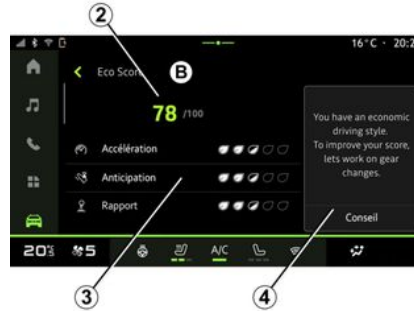 2
16°C · 20:2
Eco Score
B
78 /100
You have an economic
driving style.
To improve your score,
lets work on gear
changes.
Accélération
Anticipation
Rapport
Conseil
20°5 5 A/C
3
4